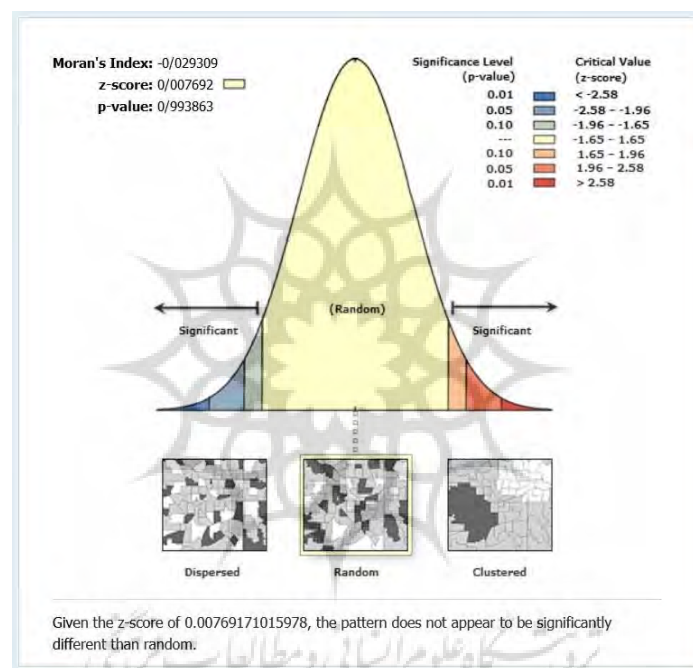 Moran's Index: -0/029309
z-score: 0/007692
p-value: 0/993863
Significance Level
(p-value)
Critical Value
(z-score)
0.01 < -2.58
0.05 -2.58 - -1.96
0.10 -1.96 - -1.65
--- -1.65 - 1.65
0.10 1.65 - 1.96
0.05 1.96 - 2.58
0.01 > 2.58
(Random)
Significant
Significant
Dispersed
Random
Clustered
Given the z-score of 0.00769171015978, the pattern does not appear to be significantly
different than random.